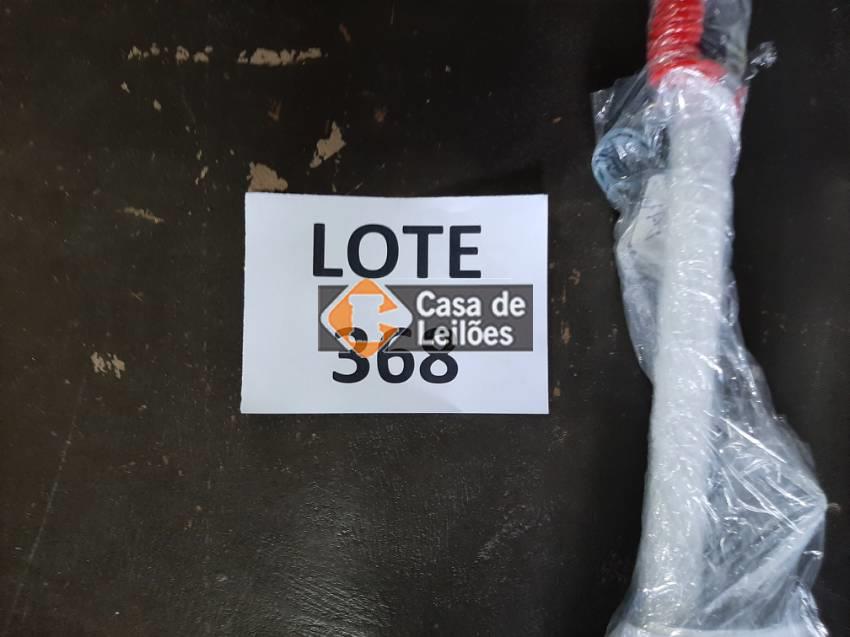 LOTE
Casa de
Leilões
368